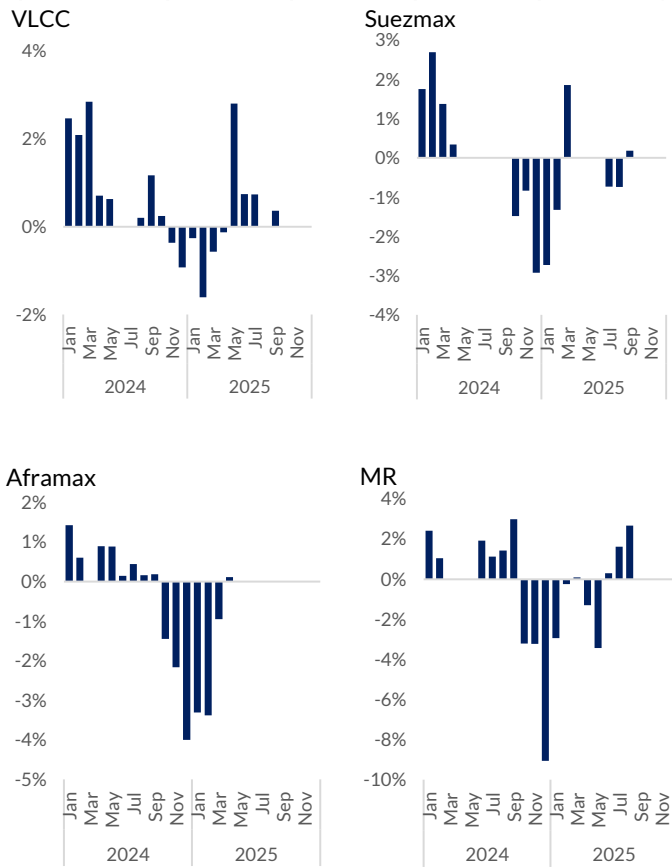 VLCC
4%
2%
0%
-2%
Jan
Mar
May
Jul
Sep
Nov
Jan
Mar
May
Jul
Sep
Nov
2024
2025
Suezmax
3%
2%
1%
0%
-1%
-2%
-3%
-4%
Jan
Mar
May
Jul
Sep
Nov
Jan
Mar
May
Jul
Sep
Nov
2024
2025
Aframax
2%
1%
0%
-1%
-2%
-3%
-4%
-5%
Jan
Mar
May
Jul
Sep
Nov
Jan
Mar
May
Jul
Sep
Nov
2024
2025
MR
4%
2%
0%
-2%
-4%
-6%
-8%
-10%
Jan
Mar
May
Jul
Sep
Nov
Jan
Mar
May
Jul
Sep
Nov
2024
2025